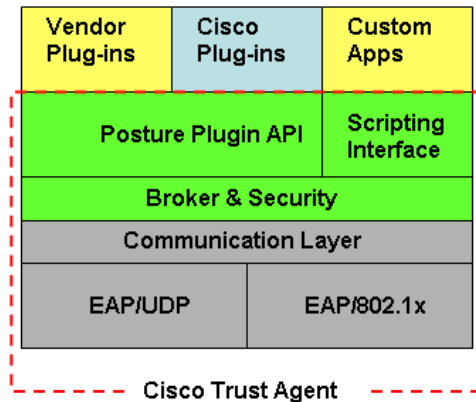 Vendor
Plug-ins
Cisco
Plug-ins
Custom
Apps
Posture Plugin API
Scripting
Interface
Broker & Security
Communication Layer
EAP/UDP
EAP/802.1x
Cisco Trust Agent